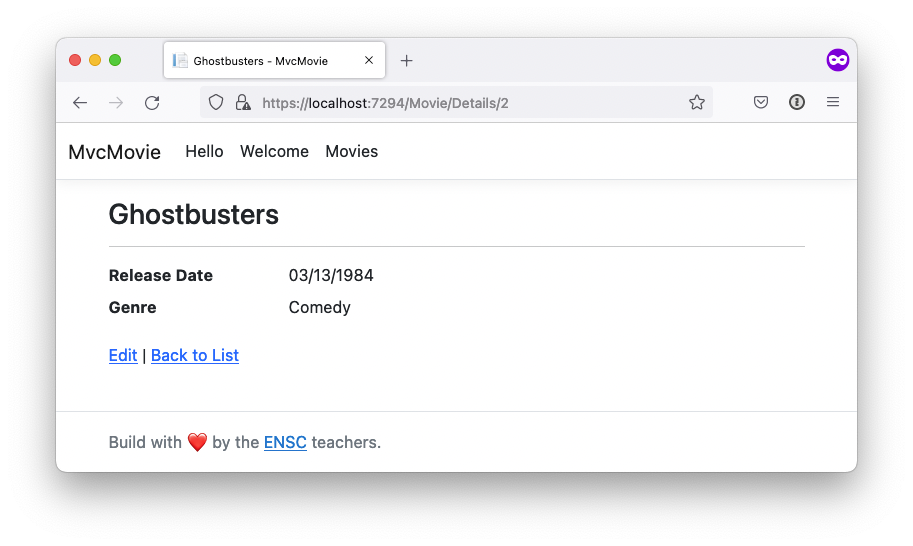 Ghostbusters - MvcMovie
https://localhost:7294/Movie/Details/2
MvcMovie Hello Welcome Movies
Ghostbusters
Release Date 03/13/1984
Genre Comedy
Edit | Back to List
Build with ❤️ by the ENSC teachers.